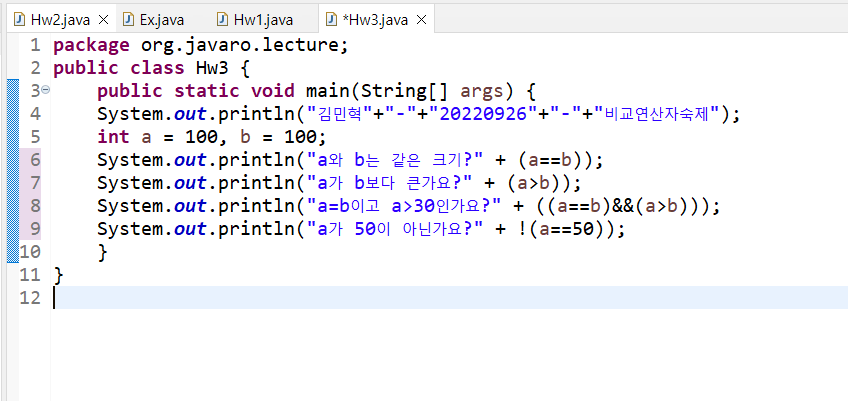 Hw2.java Ex.java Hw1.java *Hw3.java
1 package org.javaro.lecture;
2 public class Hw3 {
3 public static void main(String[] args) {
4 System.out.println("김민혁"+"-"+"20220926"+"-"+"비교연산자숙제");
5 int a = 100, b = 100;
6 System.out.println("a와 b는 같은 크기?" + (a==b));
7 System.out.println("a가 b보다 큰가요?" + (a>b));
8 System.out.println("a=b이고 a>30인가요?" + ((a==b)&&(a>b)));
9 System.out.println("a가 50이 아닌가요?" + !(a==50));
10 }
11 }
12